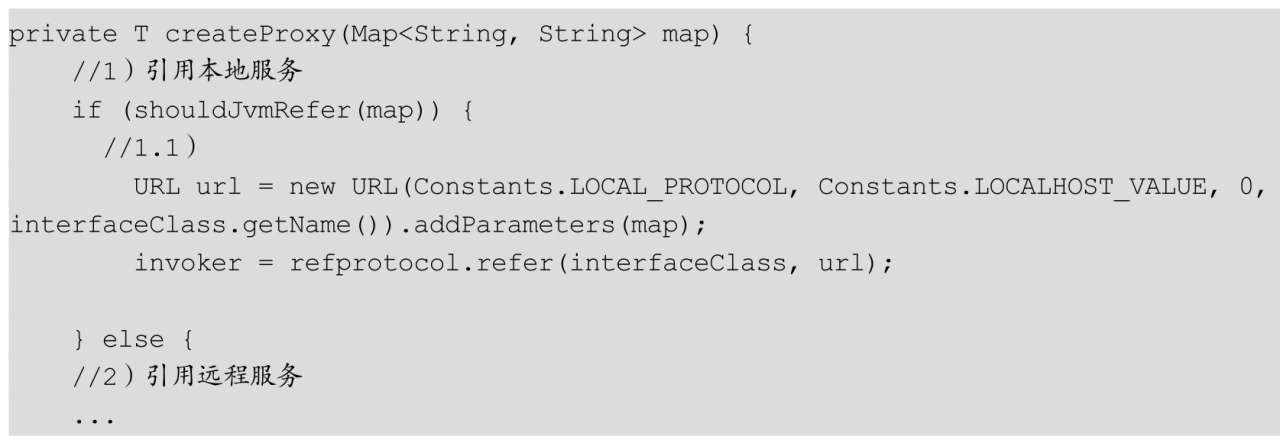 private T createProxy(Map<String, String> map) {
    //1）引用本地服务
    if (shouldJvmRefer(map)) {
      //1.1）
        URL url = new URL(Constants.LOCAL_PROTOCOL, Constants.LOCALHOST_VALUE, 0,
interfaceClass.getName()).addParameters(map);
        invoker = refprotocol.refer(interfaceClass, url);

    } else {
    //2）引用远程服务
    ...